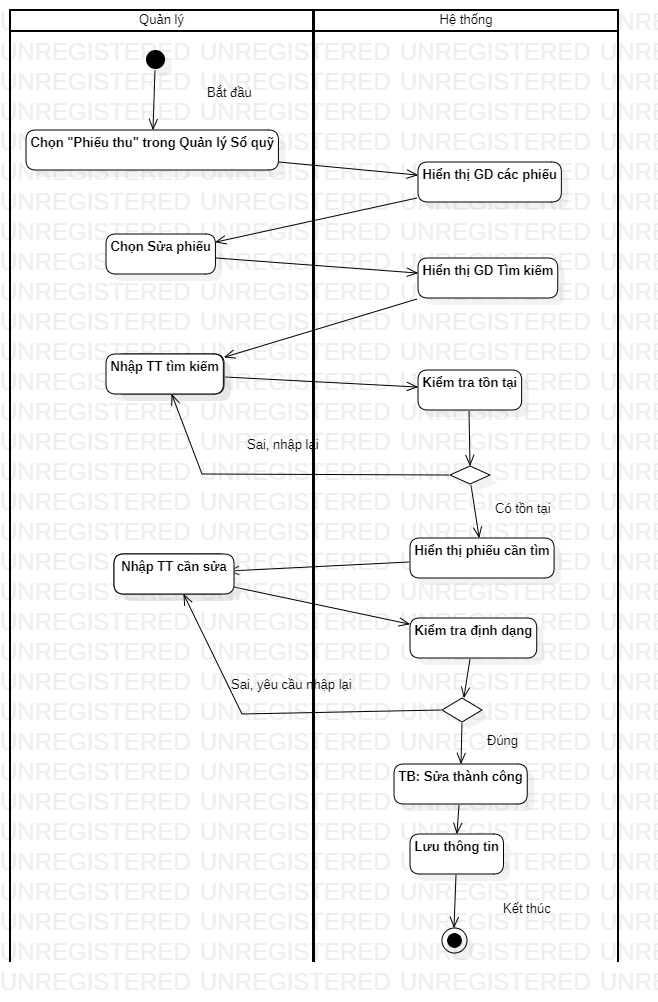 Quản lý
Hệ thống
Bắt đầu
Chọn "Phiếu thu" trong Quản lý Sổ quỹ
Hiển thị GD các phiếu
Chọn Sửa phiếu
Hiển thị GD Tìm kiếm
Nhập TT tìm kiếm
Kiểm tra tồn tại
Sai, nhập lại
Có tồn tại
Hiển thị phiếu cần tìm
Nhập TT cần sửa
Kiểm tra định dạng
Sai, yêu cầu nhập lại
Đúng
TB: Sửa thành công
Lưu thông tin
Kết thúc
UNREGISTERED